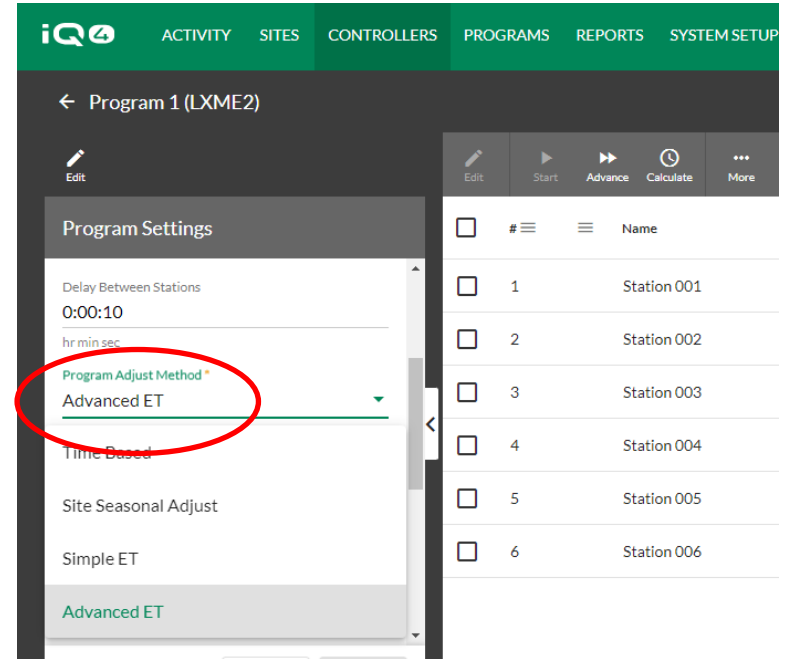 iQ4 ACTIVITY SITES CONTROLLERS PROGRAMS REPORTS SYSTEM SETUP
← Program 1 (LXME2)
Edit
Edit Start Advance Calculate More
Program Settings
# Name
Delay Between Stations
0:00:10
hr min sec
Program Adjust Method *
Advanced ET
Time Based
Site Seasonal Adjust
Simple ET
Advanced ET
1 Station 001
2 Station 002
3 Station 003
4 Station 004
5 Station 005
6 Station 006